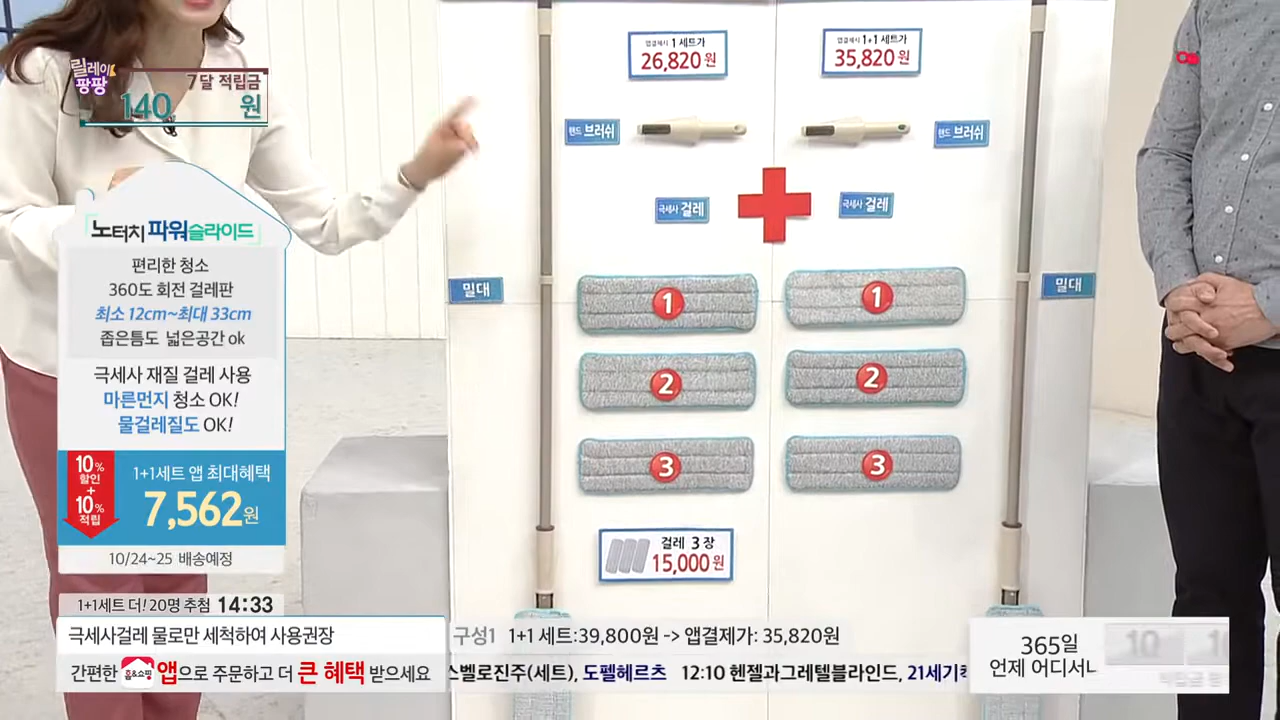 릴레이
팡팡
7달 적립금
140 원
노터치 파워슬라이드
편리한 청소
360도 회전 걸레판
최소 12cm~최대 33cm
좁은틈도 넓은공간 ok
극세사 재질 걸레 사용
마른먼지 청소 OK!
물걸레질도 OK!
10% 할인
+
10% 적립
1+1세트 앱 최대혜택
7,562원
10/24~25 배송예정
1+1세트 더! 20명 추첨 14:33
극세사걸레 물로만 세척하여 사용권장
간편한 홈&쇼핑 앱으로 주문하고 더 큰 혜택 받으세요
앱결제시 1 세트가
26,820 원
앱결제시 1+1 세트가
35,820 원
핸드 브러쉬
핸드 브러쉬
극세사 걸레
극세사 걸레
밀대
밀대
1
1
2
2
3
3
걸레 3 장
15,000 원
구성1 1+1 세트:39,800원 -> 앱결제가: 35,820원
스벨로진주(세트), 도펠헤르츠 12:10 헨젤과그레텔블라인드, 21세기
365일
언제 어디서나
10